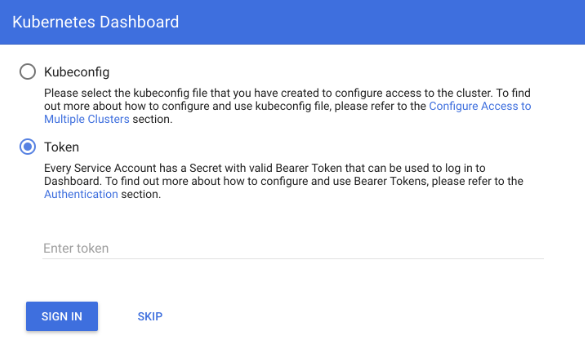 Kubernetes Dashboard
Kubeconfig
Please select the kubeconfig file that you have created to configure access to the cluster. To find
out more about how to configure and use kubeconfig file, please refer to the Configure Access to
Multiple Clusters section.
Token
Every Service Account has a Secret with valid Bearer Token that can be used to log in to
Dashboard. To find out more about how to configure and use Bearer Tokens, please refer to the
Authentication section.
Enter token
SIGN IN
SKIP